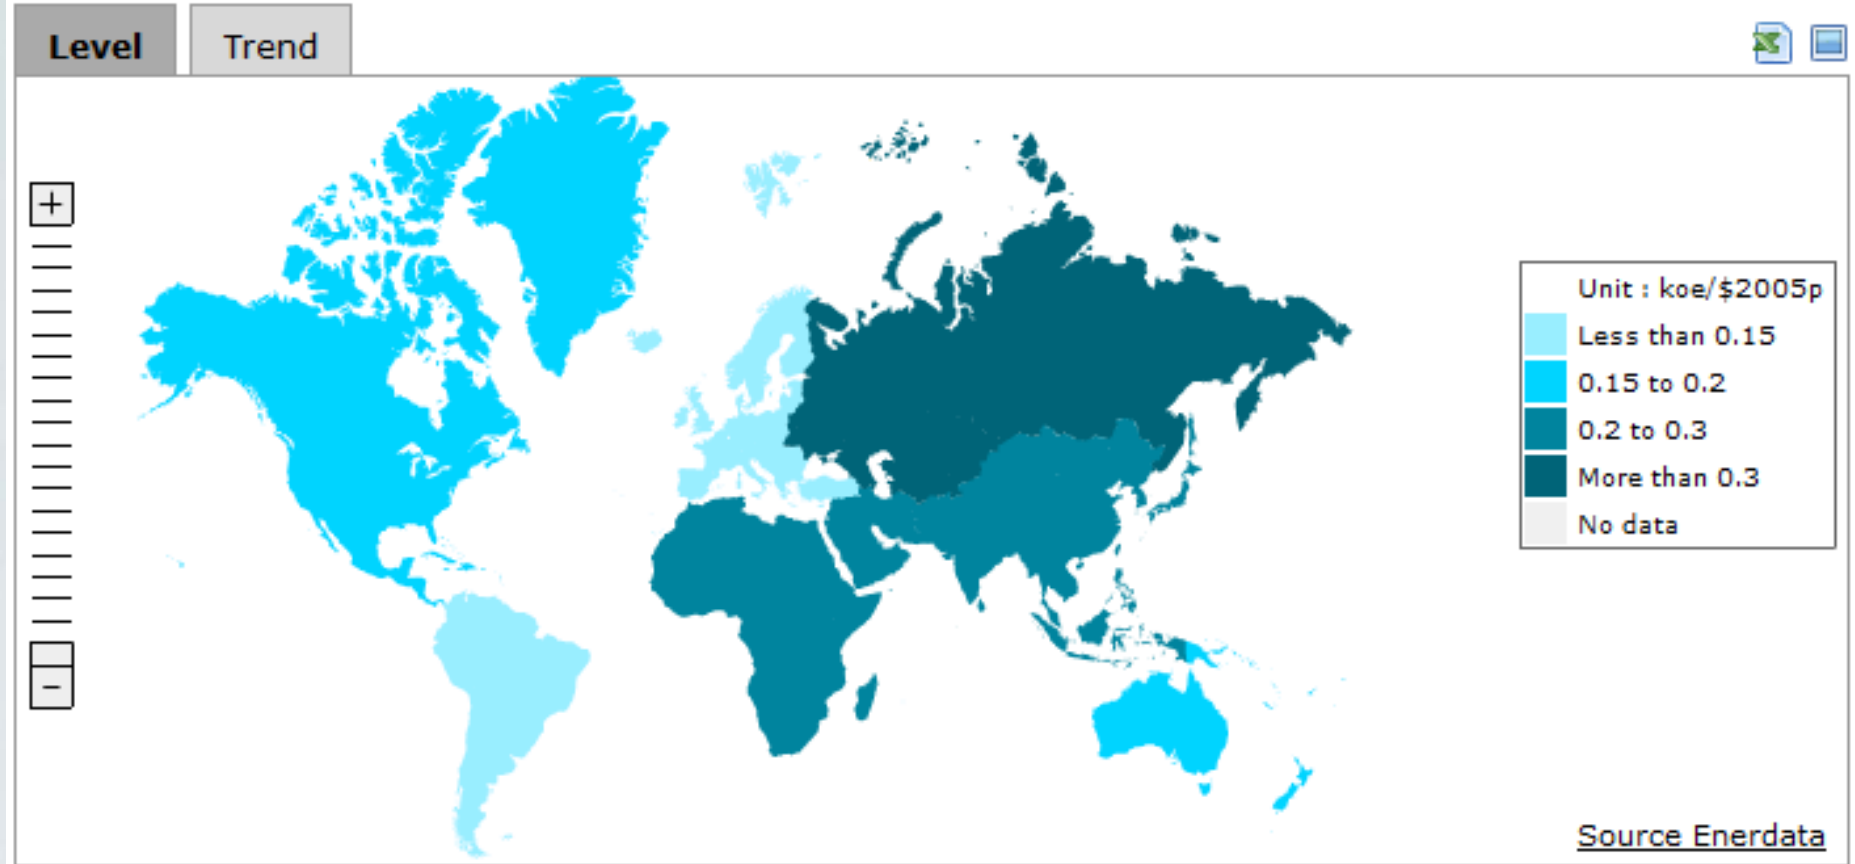 Level
Trend
+
−
Unit : koe/$2005p
Less than 0.15
0.15 to 0.2
0.2 to 0.3
More than 0.3
No data
Source Enerdata